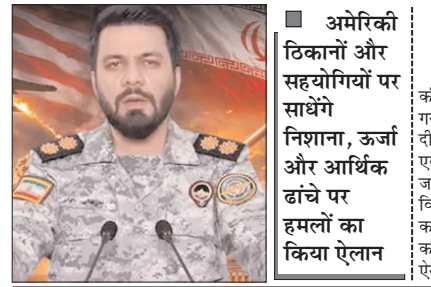 अमेरिकी
ठिकानों और
सहयोगियों पर
साधेंगे
निशाना, ऊर्जा
और आर्थिक
ढांचे पर
हमलों का
किया ऐलान